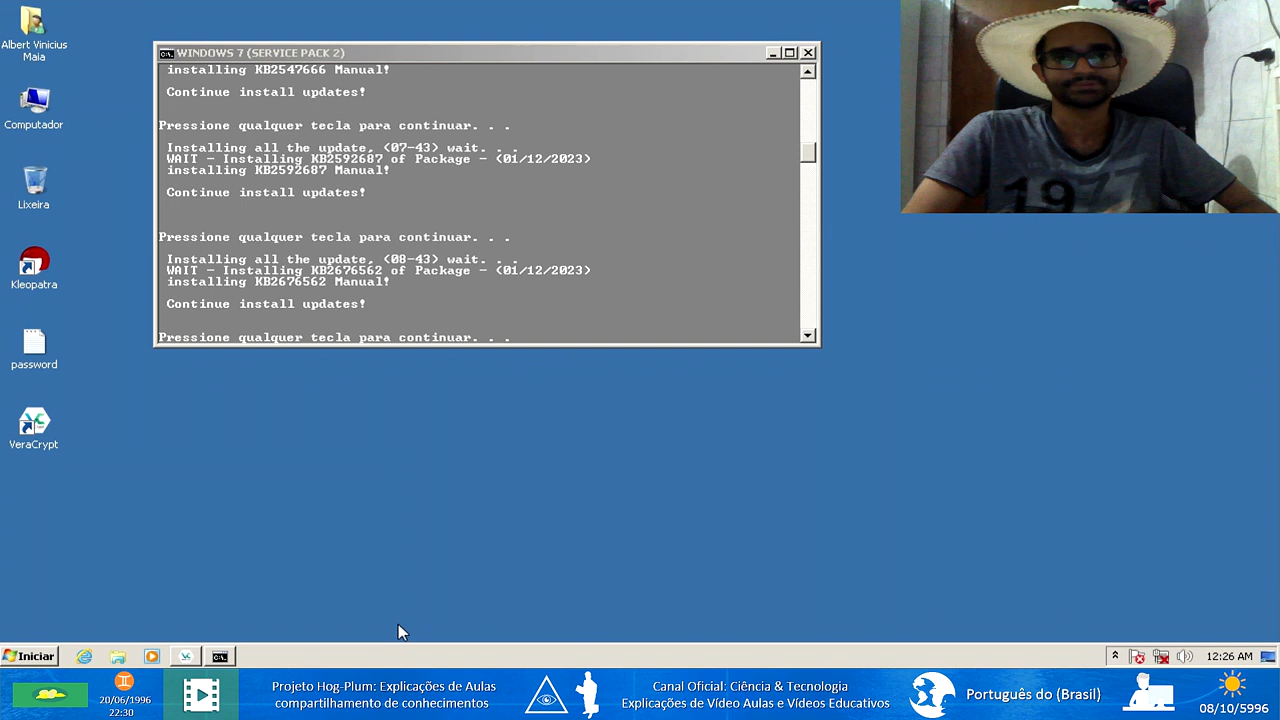 Albert Vinicius
Maia
Computador
Lixeira
Kleopatra
password
VeraCrypt
C:\.
WINDOWS 7 (SERVICE PACK 2)
installing KB2547666 Manual!
Continue install updates!
Pressione qualquer tecla para continuar. . .
Installing all the update, (07-43) wait. . .
WAIT - Installing KB2592687 of Package - (01/12/2023)
installing KB2592687 Manual!
Continue install updates!
Pressione qualquer tecla para continuar. . .
Installing all the update, (08-43) wait. . .
WAIT - Installing KB2676562 of Package - (01/12/2023)
installing KB2676562 Manual!
Continue install updates!
Pressione qualquer tecla para continuar. . .
1977
Iniciar
C:\.
12:26 AM
20/06/1996
22:30
Projeto Hog-Plum: Explicações de Aulas
compartilhamento de conhecimentos
Canal Oficial: Ciência & Tecnologia
Explicações de Vídeo Aulas e Vídeos Educativos
Português do (Brasil)
08/10/5996